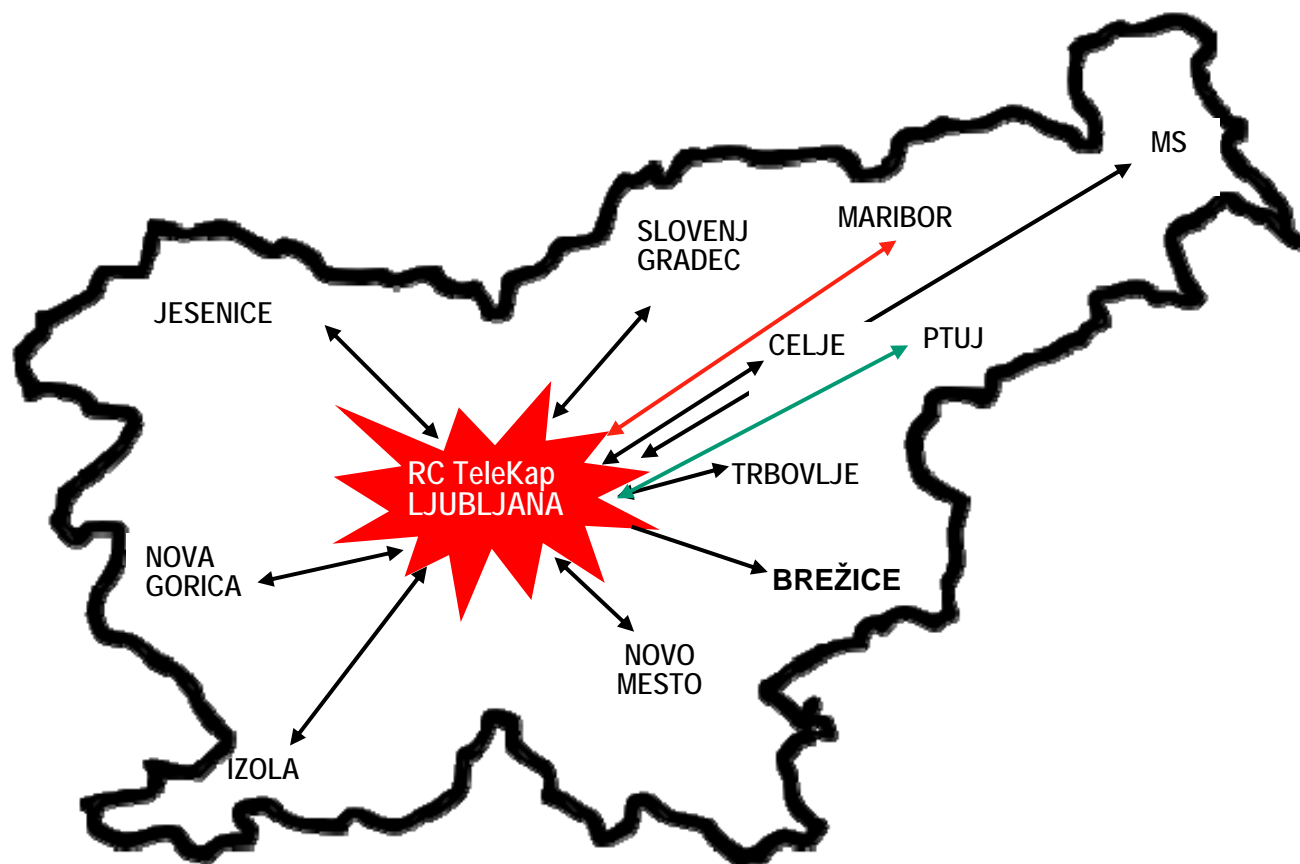 MS
MARIBOR
SLOVENJ
GRADEC
JESENICE
CELJE
PTUJ
RC TeleKap
LJUBLJANA
TRBOVLJE
NOVA
GORICA
BREŽICE
NOVO
MESTO
IZOLA